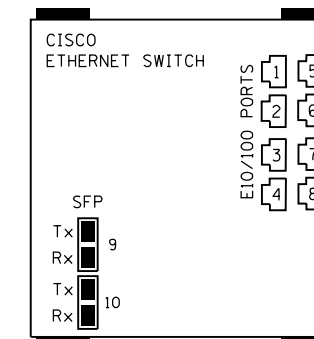 CISCO
ETHERNET SWITCH
E10/100 PORTS
1 5
2 6
3 7
4 8
SFP
Tx
Rx
9
Tx
Rx
10